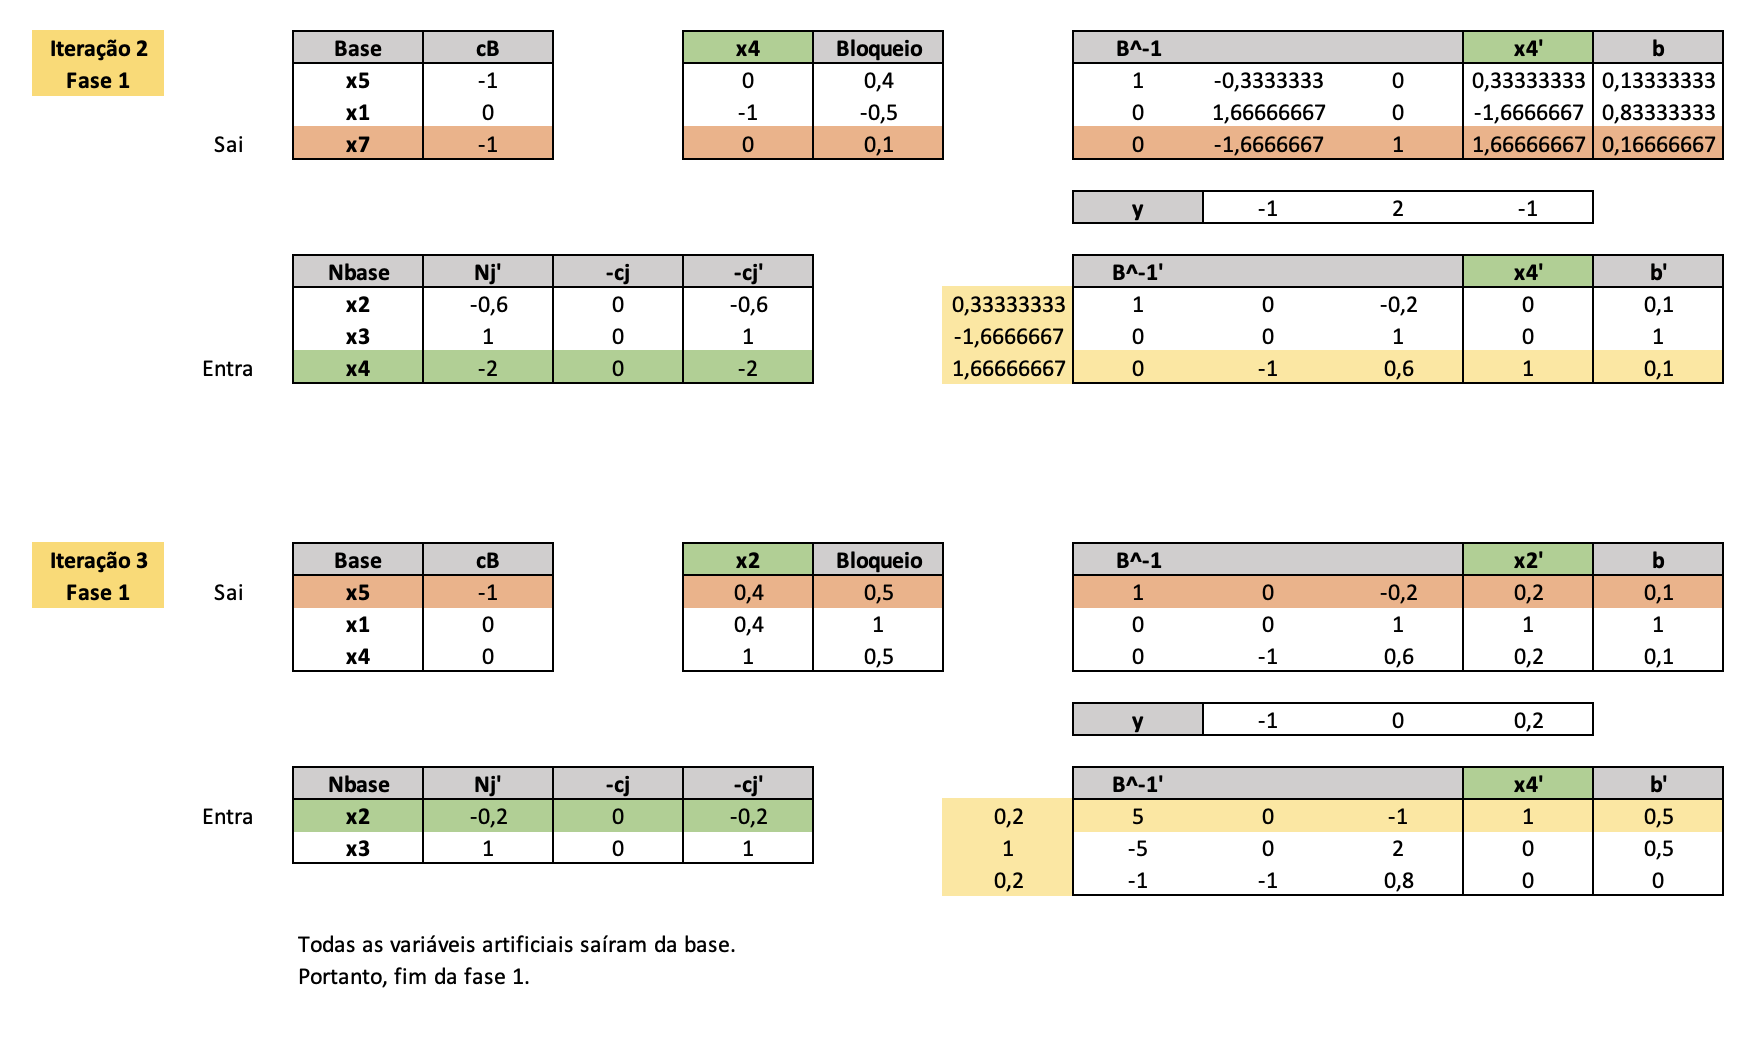 Iteração 2 Base cB x4 Bloqueio B^-1 x4' b
Fase 1 x5 -1 0 0,4 1 -0,3333333 0 0,33333333 0,13333333
x1 0 -1 -0,5 0 1,66666667 0 -1,6666667 0,83333333
Sai x7 -1 0 0,1 0 -1,6666667 1 1,66666667 0,16666667
y -1 2 -1
Nbase Nj' -cj -cj' B^-1' x4' b'
x2 -0,6 0 -0,6 0,33333333 1 0 -0,2 0 0,1
x3 1 0 1 -1,6666667 0 0 1 0 1
Entra x4 -2 0 -2 1,66666667 0 -1 0,6 1 0,1
Iteração 3 Base cB x2 Bloqueio B^-1 x2' b
Fase 1 Sai x5 -1 0,4 0,5 1 0 -0,2 0,2 0,1
x1 0 0,4 1 0 0 1 1 1
x4 0 1 0,5 0 -1 0,6 0,2 0,1
y -1 0 0,2
Nbase Nj' -cj -cj' B^-1' x4' b'
Entra x2 -0,2 0 -0,2 0,2 5 0 -1 1 0,5
x3 1 0 1 1 -5 0 2 0 0,5
0,2 -1 -1 0,8 0 0
Todas as variáveis artificiais saíram da base.
Portanto, fim da fase 1.